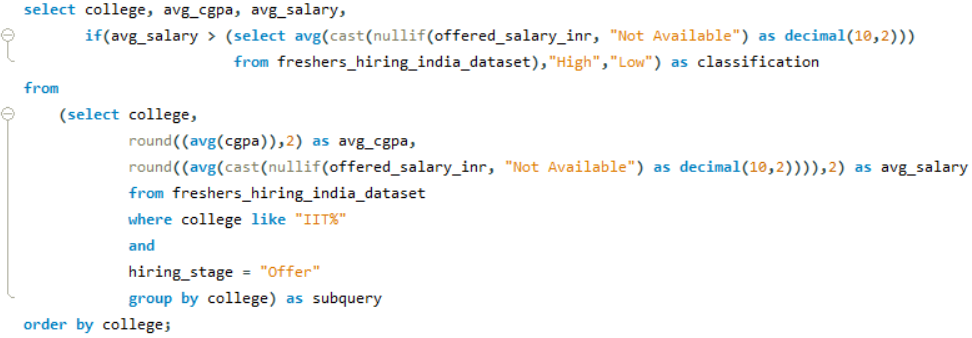 select college, avg_cgpa, avg_salary,
if(avg_salary > (select avg(cast(nullif(offered_salary_inr, "Not Available") as decimal(10,2)))
from freshers_hiring_india_dataset),"High","Low") as classification
from
(select college,
round((avg(cgpa)),2) as avg_cgpa,
round((avg(cast(nullif(offered_salary_inr, "Not Available") as decimal(10,2)))),2) as avg_salary
from freshers_hiring_india_dataset
where college like "IIT%"
and
hiring_stage = "Offer"
group by college) as subquery
order by college;